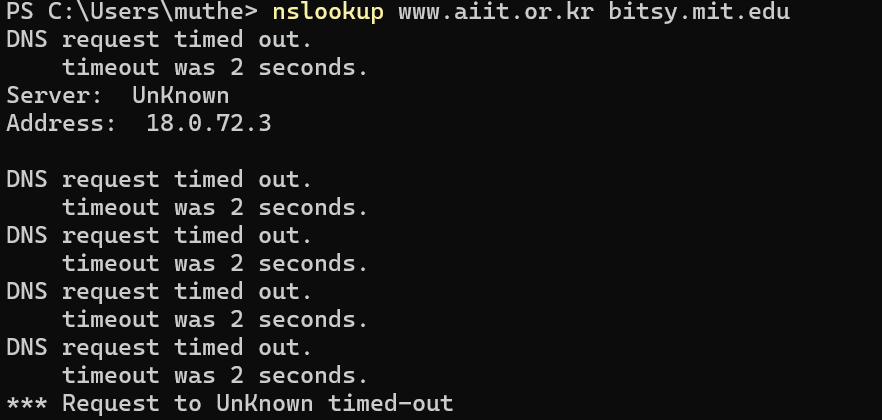 PS C:\Users\muthe> nslookup www.aiit.or.kr bitsy.mit.edu
DNS request timed out.
    timeout was 2 seconds.
Server:  UnKnown
Address:  18.0.72.3

DNS request timed out.
    timeout was 2 seconds.
DNS request timed out.
    timeout was 2 seconds.
DNS request timed out.
    timeout was 2 seconds.
DNS request timed out.
    timeout was 2 seconds.
*** Request to UnKnown timed-out